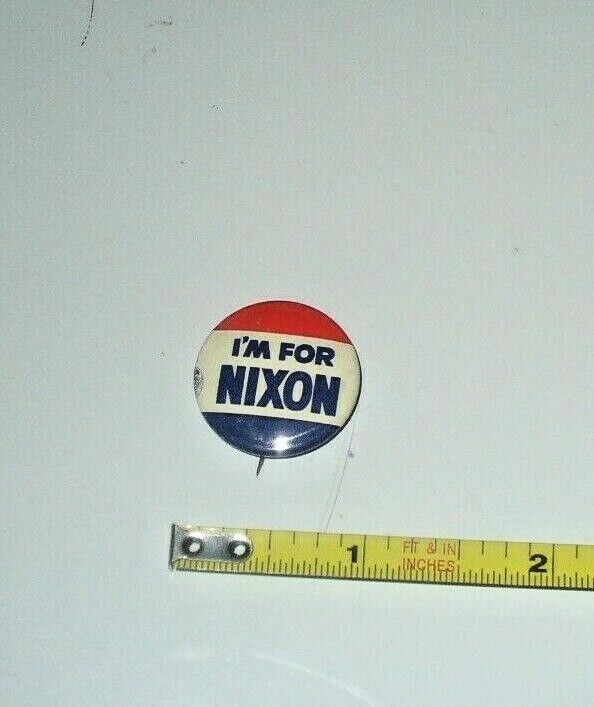 I'M FOR
NIXON
1 FT & IN 2
INCHES